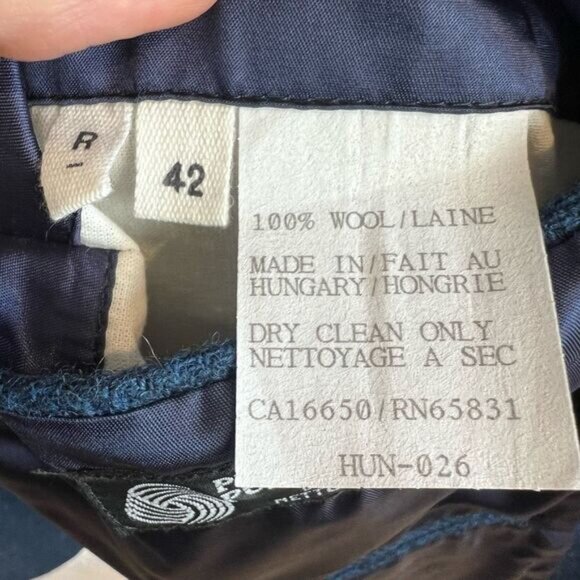 R
42
100% WOOL/LAINE
MADE IN/FAIT AU
HUNGARY/HONGRIE
DRY CLEAN ONLY
NETTOYAGE A SEC
CA16650/RN65831
HUN-026